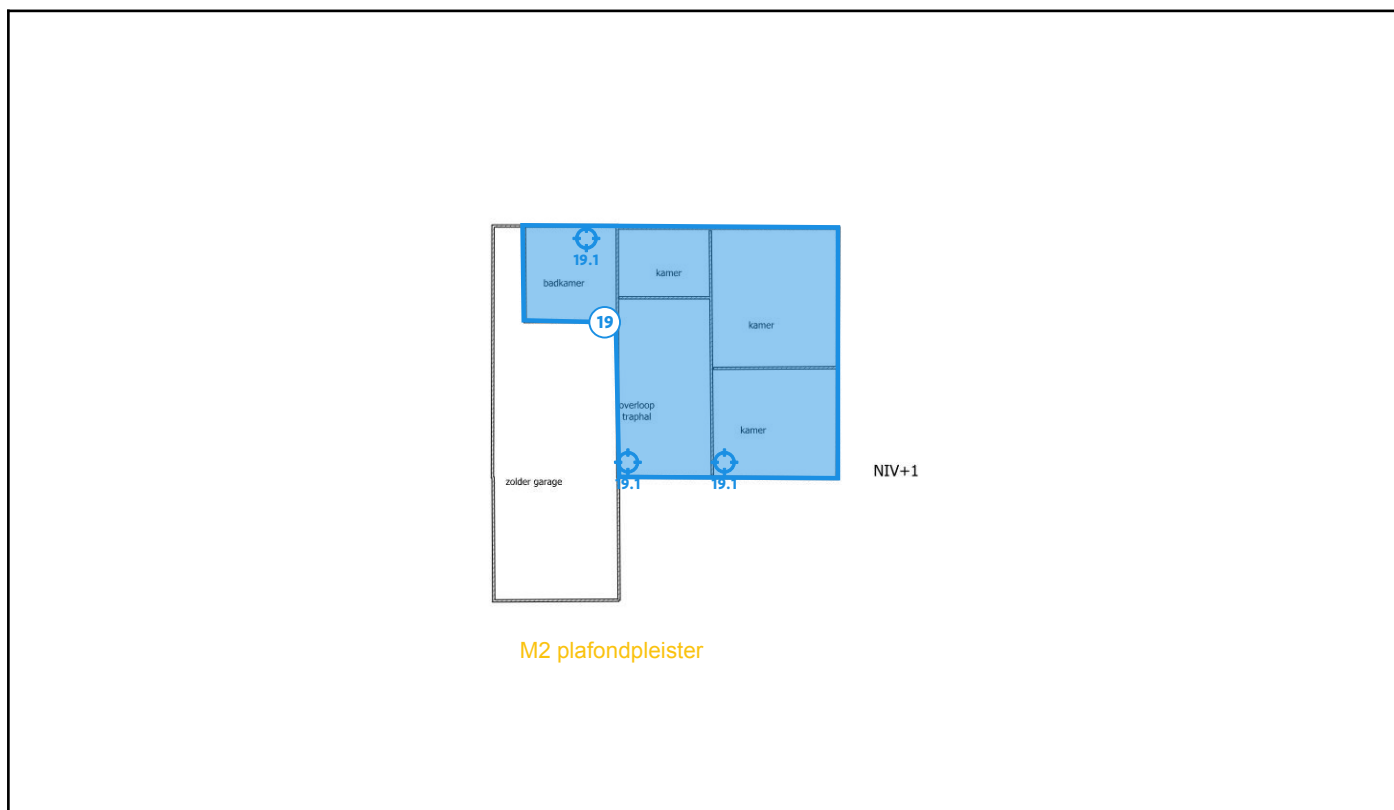 19.1
badkamer
kamer
19
kamer
overloop
traphal
kamer
NIV+1
zolder garage
19.1
19.1
M2 plafondpleister